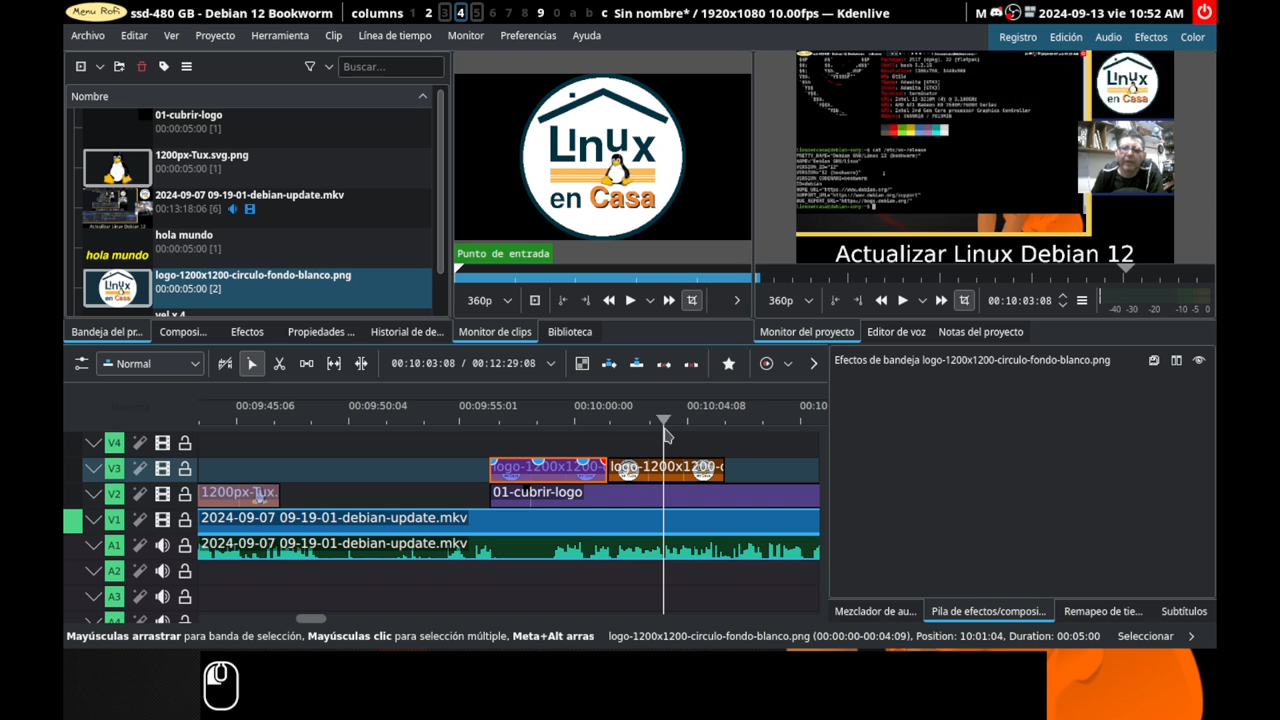 Menu Rofi ssd-480 GB - Debian 12 Bookworm columns 1 2 3 4 5 6 7 8 9 0 a b c Sin nombre* / 1920x1080 10.00fps — Kdenlive M 2024-09-13 vie 10:52 AM
Archivo Editar Ver Proyecto Herramienta Clip Línea de tiempo Monitor Preferencias Ayuda Registro Edición Audio Efectos Color
Buscar...
Nombre
01-cubrir-logo
00:00:05:00 [1]
1200px-Tux.svg.png
00:00:05:00 [1]
2024-09-07 09-19-01-debian-update.mkv
00:18:06 [6]
hola mundo
00:00:05:00 [1]
hola mundo
logo-1200x1200-circulo-fondo-blanco.png
00:00:05:00 [2]
vel x 4
Linux
en Casa
Punto de entrada
Linux
en Casa
Actualizar Linux Debian 12
360p
360p 00:10:03:08 -40 -30 -20 -10 -5 0
Bandeja del pr... Composi... Efectos Propiedades ... Historial de de... Monitor de clips Biblioteca Monitor del proyecto Editor de voz Notas del proyecto
Normal 00:10:03:08 / 00:12:29:08
Efectos de bandeja logo-1200x1200-circulo-fondo-blanco.png
00:09:45:06 00:09:50:04 00:09:55:01 00:10:00:00 00:10:04:08 00:10
V4
V3 logo-1200x1200- logo-1200x1200-c
V2 1200px-Tux. 01-cubrir-logo
V1 2024-09-07 09-19-01-debian-update.mkv
A1 2024-09-07 09-19-01-debian-update.mkv
A2
A3
Mezclador de au... Pila de efectos/composi... Remapeo de tie... Subtítulos
Mayúsculas arrastrar para banda de selección, Mayúsculas clic para selección múltiple, Meta+Alt arras logo-1200x1200-circulo-fondo-blanco.png (00:00:00-00:04:09), Position: 10:01:04, Duration: 00:05:00 Seleccionar